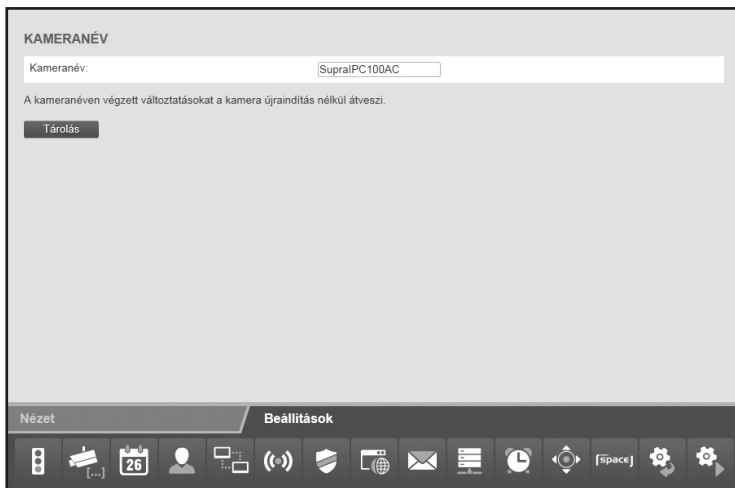 KAMERANÉV
Kameranév: SupraIPC100AC
A kameranéven végzett változtatásokat a kamera újraindítás nélkül átveszi.
Tárolás
Nézet Beállítások
[...] 26 [space]